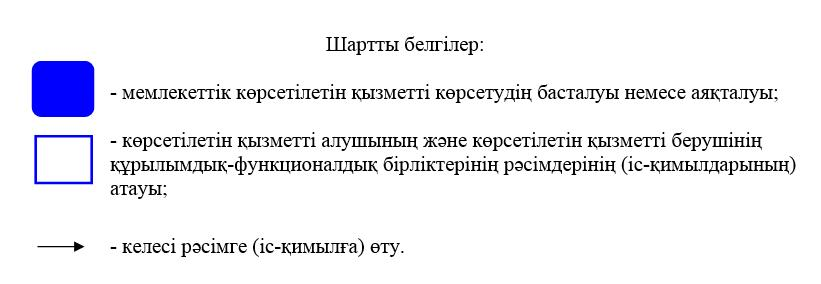 Шартты белгілер:
- мемлекеттік көрсетілетін қызметті көрсетудің басталуы немесе аяқталуы;
- көрсетілетін қызметті алушының және көрсетілетін қызметті берушінің
құрылымдық-функционалдық бірліктерінің рәсімдерінің (іс-қимылдарының)
атауы;
- келесі рәсімге (іс-қимылға) өту.